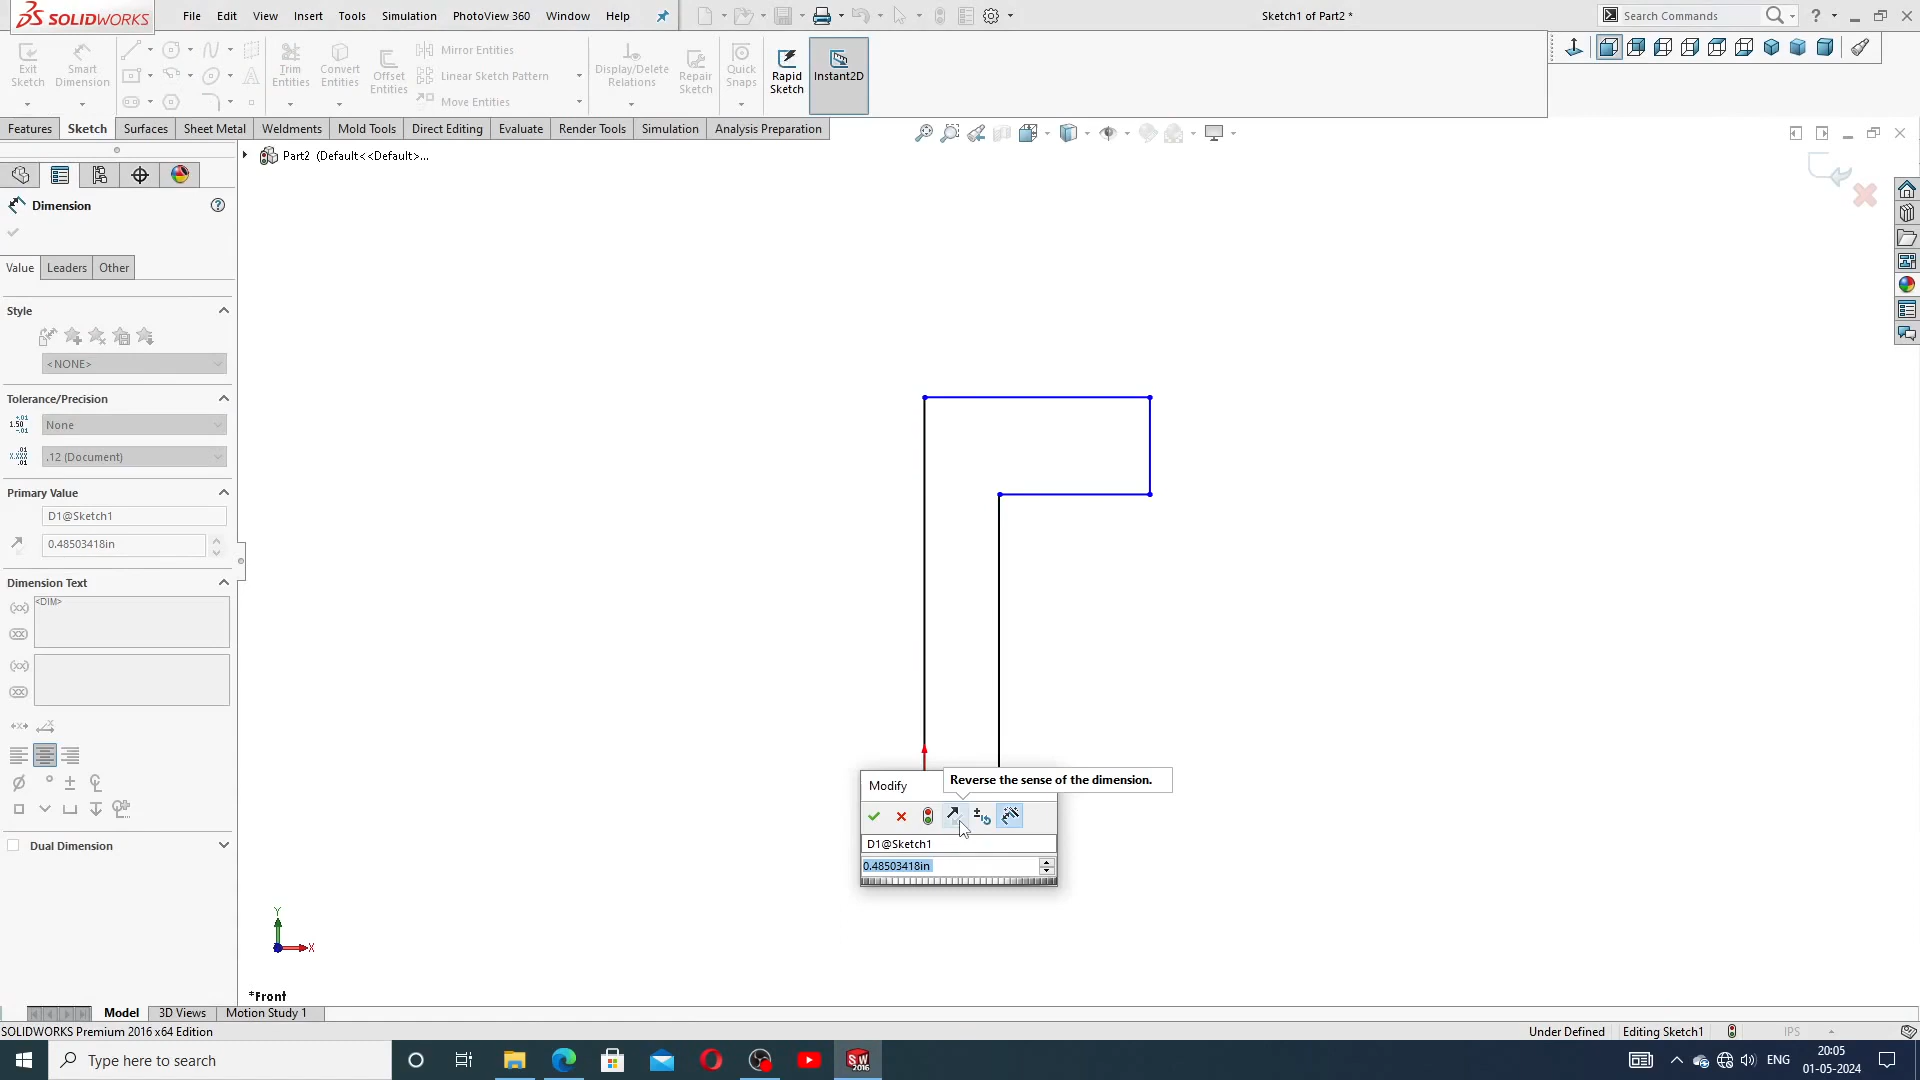 SOLIDWORKS File Edit View Insert Tools Simulation PhotoView 360 Window Help Sketch1 of Part2 * Search Commands
Exit Sketch
Smart Dimension
Trim Entities
Convert Entities
Offset Entities
Mirror Entities
Linear Sketch Pattern
Move Entities
Display/Delete Relations
Repair Sketch
Quick Snaps
Rapid Sketch
Instant2D
Features Sketch Surfaces Sheet Metal Weldments Mold Tools Direct Editing Evaluate Render Tools Simulation Analysis Preparation
Part2 (Default<<Default>...
Dimension
Value Leaders Other
Style
<NONE>
Tolerance/Precision
None
.12 (Document)
Primary Value
D1@Sketch1
0.48503418in
Dimension Text
<DIM>
Dual Dimension
Modify
Reverse the sense of the dimension.
D1@Sketch1
0.48503418in
Y
X
*Front
Model 3D Views Motion Study 1
SOLIDWORKS Premium 2016 x64 Edition Under Defined Editing Sketch1 IPS
Type here to search ENG 20:05
01-05-2024